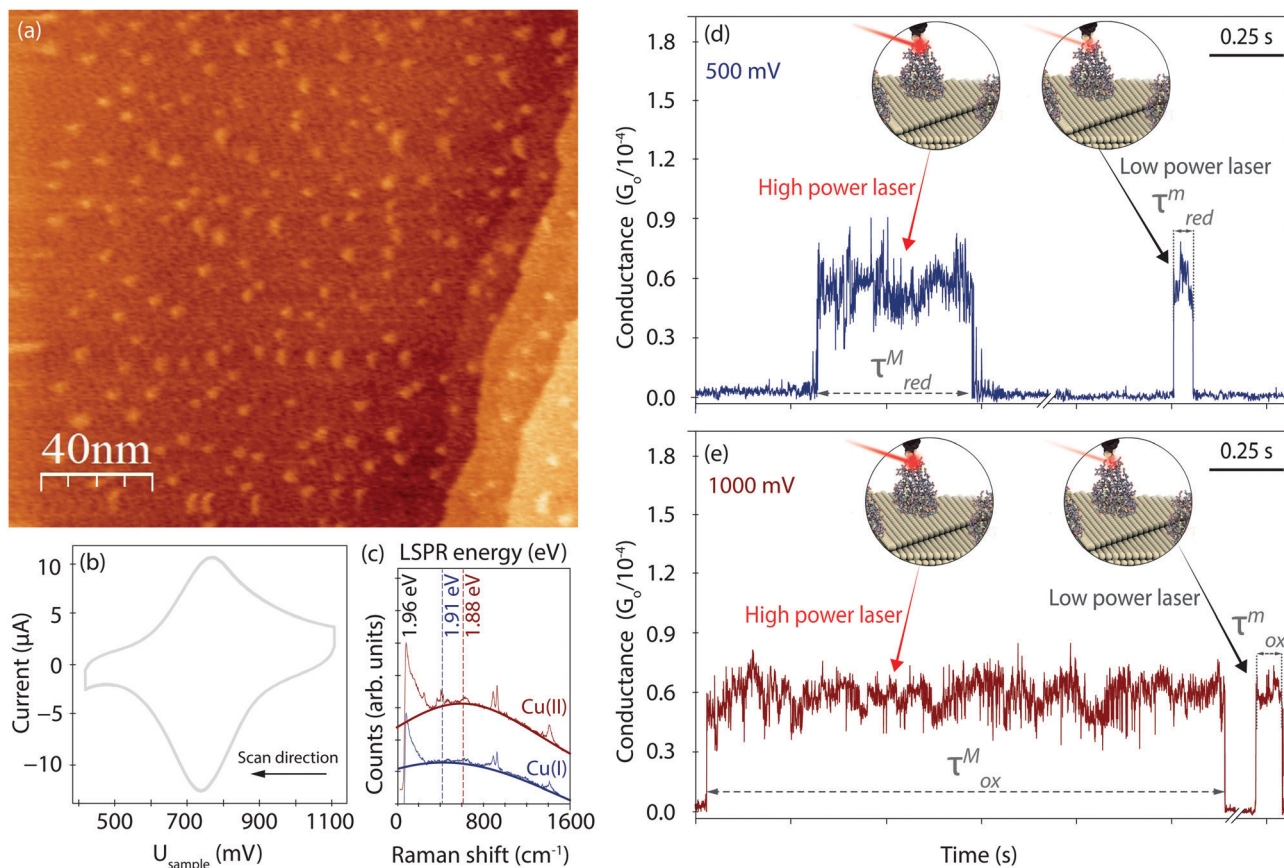 (a)
40nm
(b)
10
5
0
−5
−10
Current (µA)
Scan direction
500
700
900
1100
U_sample (mV)
(c)
LSPR energy (eV)
1.96 eV
1.91 eV
1.88 eV
Counts (arb. units)
Cu(II)
Cu(I)
0
800
1600
Raman shift (cm⁻¹)
(d)
500 mV
0.25 s
1.8
1.5
1.2
0.9
0.6
0.3
0.0
Conductance (G₀/10⁻⁴)
High power laser
Low power laser
τᵐ_red
τᴹ_red
(e)
1000 mV
0.25 s
1.8
1.5
1.2
0.9
0.6
0.3
0.0
Conductance (G₀/10⁻⁴)
High power laser
Low power laser
τᵐ_ox
τᴹ_ox
Time (s)